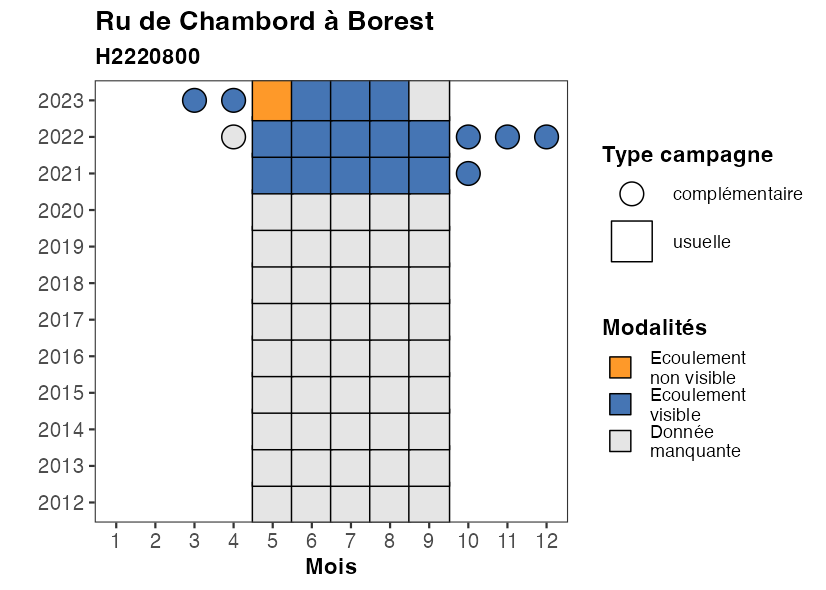 Ru de Chambord à Borest
H2220800
2023
2022
2021
2020
2019
2018
2017
2016
2015
2014
2013
2012
1 2 3 4 5 6 7 8 9 10 11 12
Mois
Type campagne
complémentaire
usuelle
Modalités
Ecoulement
non visible
Ecoulement
visible
Donnée
manquante